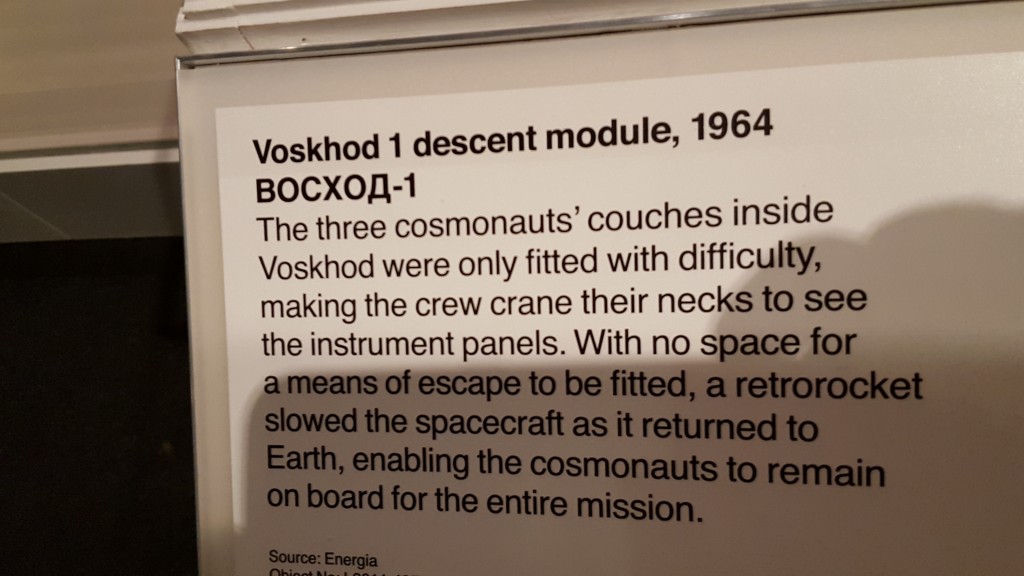 Voskhod 1 descent module, 1964
ВОСХОД-1
The three cosmonauts’ couches inside
Voskhod were only fitted with difficulty,
making the crew crane their necks to see
the instrument panels. With no space for
a means of escape to be fitted, a retrorocket
slowed the spacecraft as it returned to
Earth, enabling the cosmonauts to remain
on board for the entire mission.
Source: Energia
Object No: